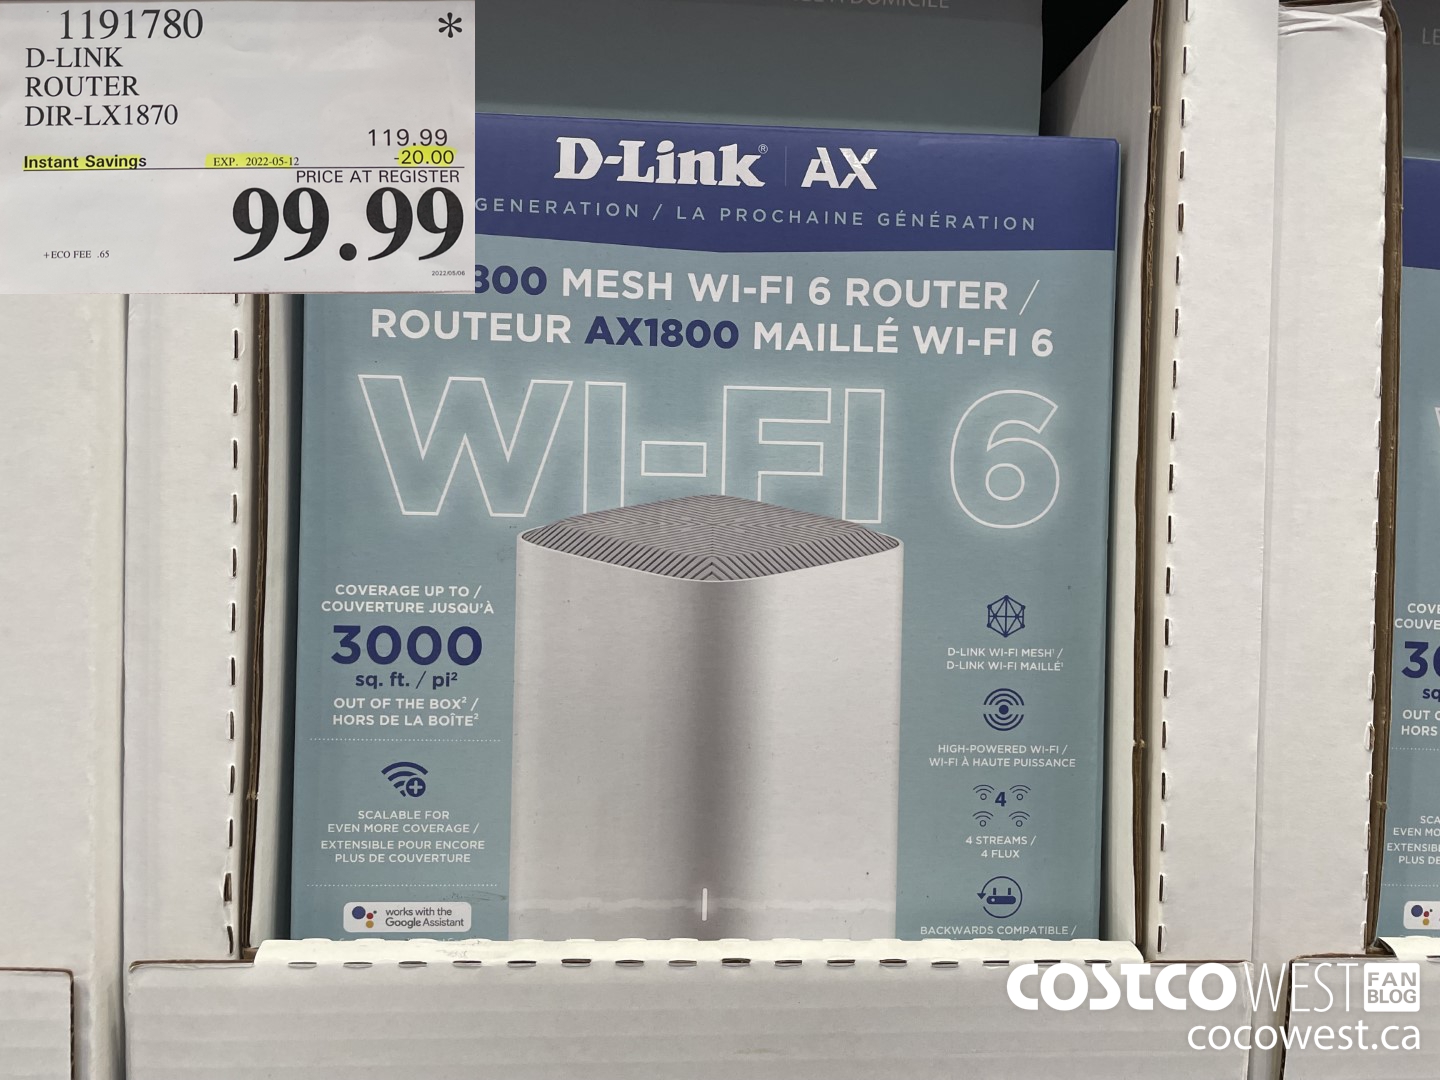 1191780 *
D-LINK
ROUTER
DIR-LX1870
119.99
Instant Savings EXP. 2022-05-12 -20.00
PRICE AT REGISTER
99.99
+ECO FEE .65
2022/05/06
D-Link® AX
GENERATION / LA PROCHAINE GÉNÉRATION
800 MESH WI-FI 6 ROUTER /
ROUTEUR AX1800 MAILLÉ WI-FI 6
WI-FI 6
COVERAGE UP TO /
COUVERTURE JUSQU'À
3000
sq. ft. / pi²
OUT OF THE BOX² /
HORS DE LA BOÎTE²
SCALABLE FOR
EVEN MORE COVERAGE /
EXTENSIBLE POUR ENCORE
PLUS DE COUVERTURE
works with the
Google Assistant
D-LINK WI-FI MESH¹ /
D-LINK WI-FI MAILLÉ¹
HIGH-POWERED WI-FI /
WI-FI À HAUTE PUISSANCE
4
4 STREAMS /
4 FLUX
BACKWARDS COMPATIBLE /
COSTCO WEST FAN
BLOG
cocowest.ca